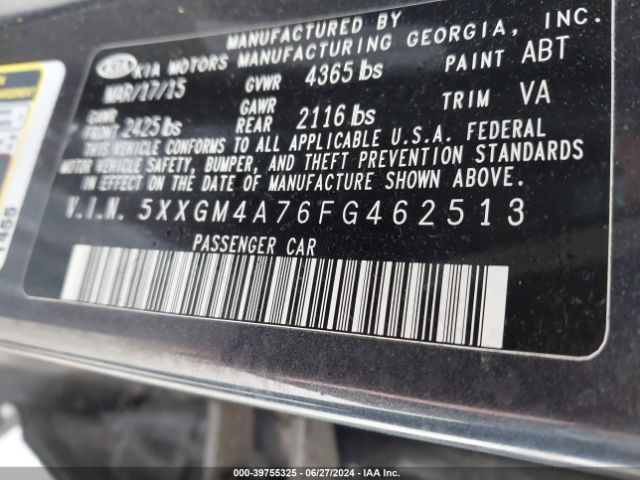 MANUFACTURED BY
KIA KIA MOTORS MANUFACTURING GEORGIA, INC.
MAR/17/15 GVWR 4365 lbs PAINT ABT
GAWR FRONT 2425 lbs GAWR REAR 2116 lbs TRIM VA
THIS VEHICLE CONFORMS TO ALL APPLICABLE U.S.A. FEDERAL
MOTOR VEHICLE SAFETY, BUMPER, AND THEFT PREVENTION STANDARDS
IN EFFECT ON THE DATE OF MANUFACTURE SHOWN ABOVE.
V.I.N. 5XXGM4A76FG462513
PASSENGER CAR
000-39755325 | 06/27/2024 | IAA Inc.